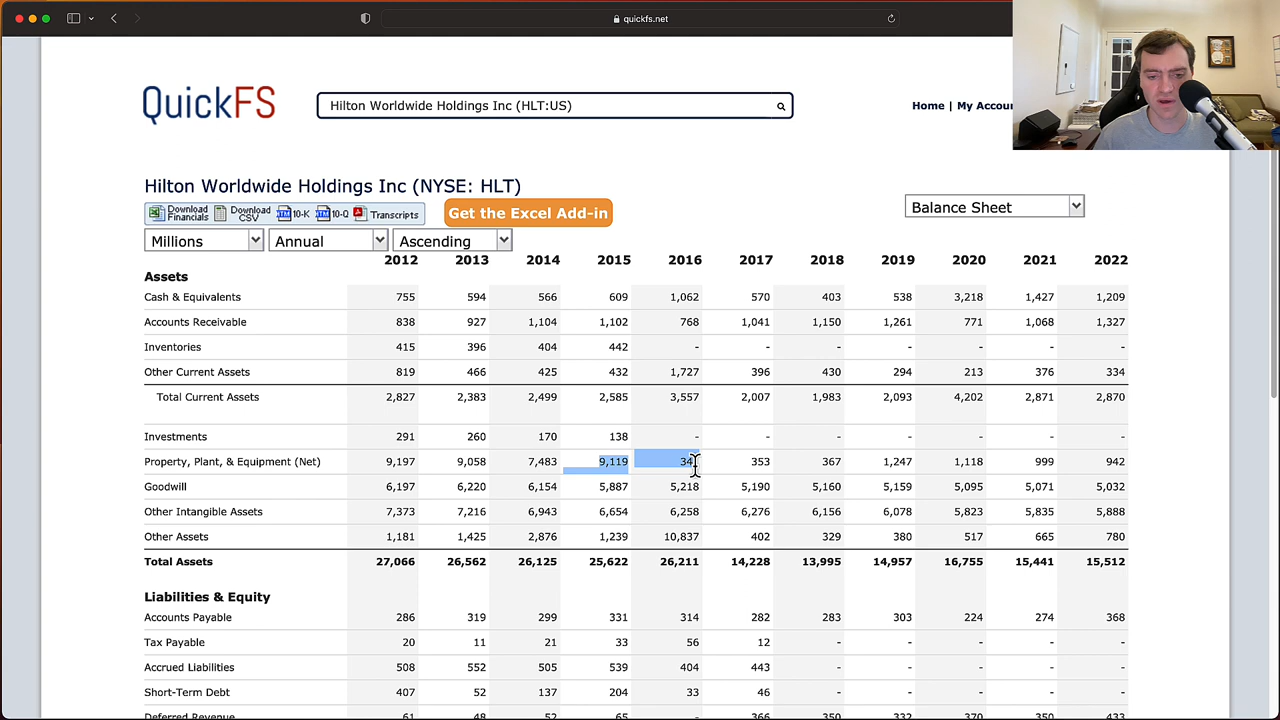 quickfs.net
QuickFS
Hilton Worldwide Holdings Inc (HLT:US)
Home | My Accou
Hilton Worldwide Holdings Inc (NYSE: HLT)
Download Financials Download CSV 10-K 10-Q Transcripts
Get the Excel Add-in
Balance Sheet
Millions Annual Ascending
2012 2013 2014 2015 2016 2017 2018 2019 2020 2021 2022
Assets
Cash & Equivalents 755 594 566 609 1,062 570 403 538 3,218 1,427 1,209
Accounts Receivable 838 927 1,104 1,102 768 1,041 1,150 1,261 771 1,068 1,327
Inventories 415 396 404 442 - - - - - - -
Other Current Assets 819 466 425 432 1,727 396 430 294 213 376 334
Total Current Assets 2,827 2,383 2,499 2,585 3,557 2,007 1,983 2,093 4,202 2,871 2,870
Investments 291 260 170 138 - - - - - - -
Property, Plant, & Equipment (Net) 9,197 9,058 7,483 9,119 353 367 1,247 1,118 999 942
Goodwill 6,197 6,220 6,154 5,887 5,218 5,190 5,160 5,159 5,095 5,071 5,032
Other Intangible Assets 7,373 7,216 6,943 6,654 6,258 6,276 6,156 6,078 5,823 5,835 5,888
Other Assets 1,181 1,425 2,876 1,239 10,837 402 329 380 517 665 780
Total Assets 27,066 26,562 26,125 25,622 26,211 14,228 13,995 14,957 16,755 15,441 15,512
Liabilities & Equity
Accounts Payable 286 319 299 331 314 282 283 303 224 274 368
Tax Payable 20 11 21 33 56 12 - - - - -
Accrued Liabilities 508 552 505 539 404 443 - - - - -
Short-Term Debt 407 52 137 204 33 46 - - - - -
Deferred Revenue 61 48 52 65 - 366 350 332 370 350 433